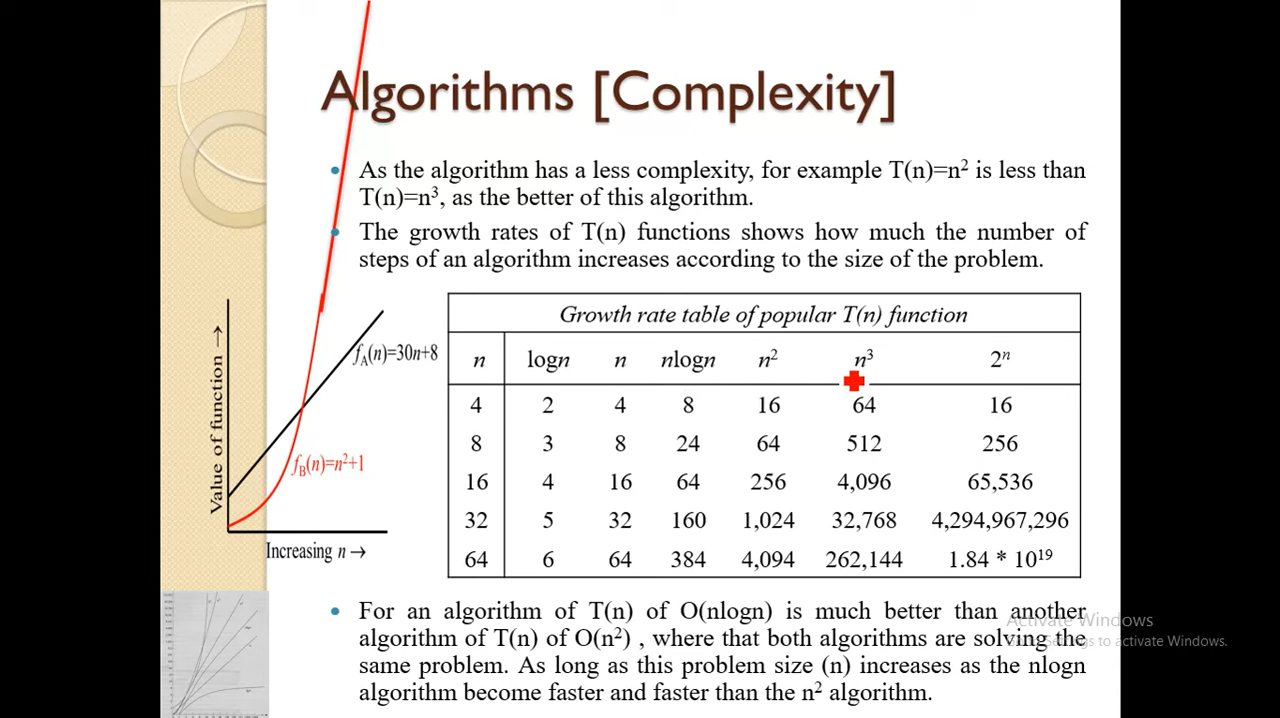 Algorithms [Complexity]
As the algorithm has a less complexity, for example T(n)=n² is less than
T(n)=n³, as the better of this algorithm.
The growth rates of T(n) functions shows how much the number of
steps of an algorithm increases according to the size of the problem.
Value of function →
f_A(n)=30n+8
f_B(n)=n²+1
Increasing n →
Growth rate table of popular T(n) function
n logn n nlogn n² n³ 2ⁿ
4 2 4 8 16 64 16
8 3 8 24 64 512 256
16 4 16 64 256 4,096 65,536
32 5 32 160 1,024 32,768 4,294,967,296
64 6 64 384 4,094 262,144 1.84 * 10¹⁹
For an algorithm of T(n) of O(nlogn) is much better than another
algorithm of T(n) of O(n²) , where that both algorithms are solving the
same problem. As long as this problem size (n) increases as the nlogn
algorithm become faster and faster than the n² algorithm.
Activate Windows
to activate Windows.